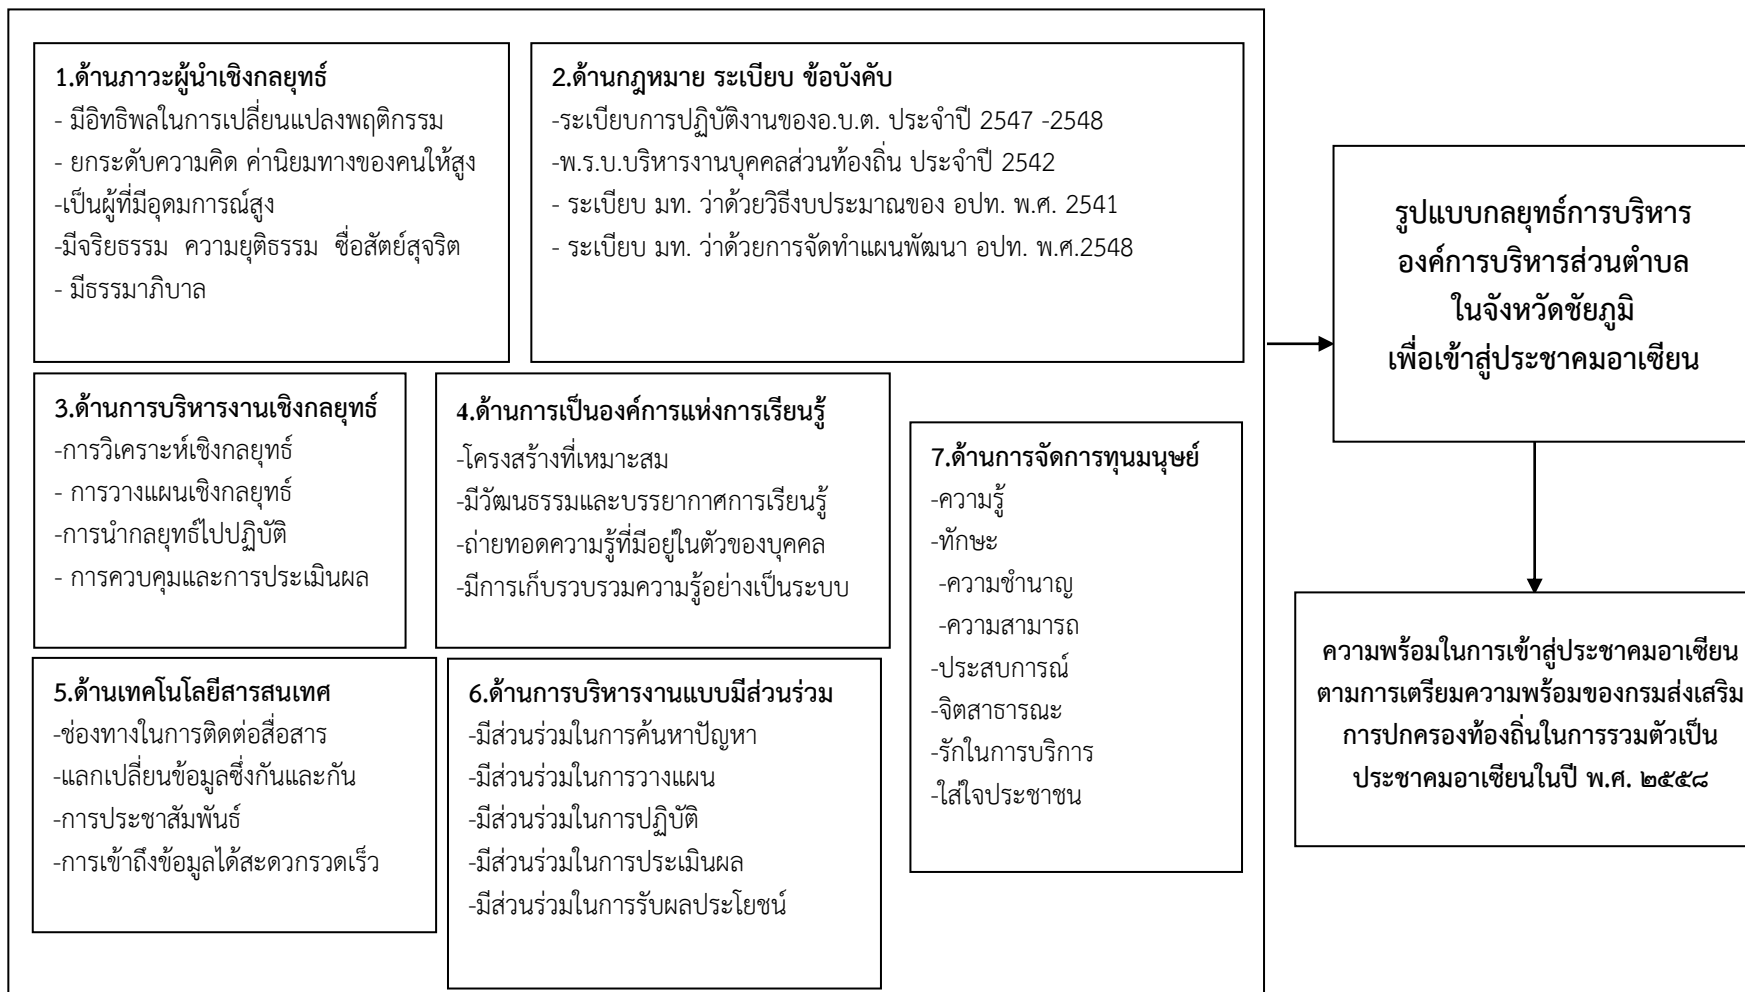 1.ด้านภาวะผู้นำเชิงกลยุทธ์
- มีอิทธิพลในการเปลี่ยนแปลงพฤติกรรม
- ยกระดับความคิด ค่านิยมทางของคนให้สูง
-เป็นผู้ที่มีอุดมการณ์สูง
-มีจริยธรรม ความยุติธรรม ซื่อสัตย์สุจริต
- มีธรรมาภิบาล
2.ด้านกฎหมาย ระเบียบ ข้อบังคับ
-ระเบียบการปฏิบัติงานของอ.บ.ต. ประจำปี 2547 -2548
-พ.ร.บ.บริหารงานบุคคลส่วนท้องถิ่น ประจำปี 2542
- ระเบียบ มท. ว่าด้วยวิธีงบประมาณของ อปท. พ.ศ. 2541
- ระเบียบ มท. ว่าด้วยการจัดทำแผนพัฒนา อปท. พ.ศ.2548
3.ด้านการบริหารงานเชิงกลยุทธ์
-การวิเคราะห์เชิงกลยุทธ์
- การวางแผนเชิงกลยุทธ์
-การนำกลยุทธ์ไปปฏิบัติ
- การควบคุมและการประเมินผล
4.ด้านการเป็นองค์การแห่งการเรียนรู้
-โครงสร้างที่เหมาะสม
-มีวัฒนธรรมและบรรยากาศการเรียนรู้
-ถ่ายทอดความรู้ที่มีอยู่ในตัวของบุคคล
-มีการเก็บรวบรวมความรู้อย่างเป็นระบบ
5.ด้านเทคโนโลยีสารสนเทศ
-ช่องทางในการติดต่อสื่อสาร
-แลกเปลี่ยนข้อมูลซึ่งกันและกัน
-การประชาสัมพันธ์
-การเข้าถึงข้อมูลได้สะดวกรวดเร็ว
6.ด้านการบริหารงานแบบมีส่วนร่วม
-มีส่วนร่วมในการค้นหาปัญหา
-มีส่วนร่วมในการวางแผน
-มีส่วนร่วมในการปฏิบัติ
-มีส่วนร่วมในการประเมินผล
-มีส่วนร่วมในการรับผลประโยชน์
7.ด้านการจัดการทุนมนุษย์
-ความรู้
-ทักษะ
-ความชำนาญ
-ความสามารถ
-ประสบการณ์
-จิตสาธารณะ
-รักในการบริการ
-ใส่ใจประชาชน
รูปแบบกลยุทธ์การบริหาร
องค์การบริหารส่วนตำบล
ในจังหวัดชัยภูมิ
เพื่อเข้าสู่ประชาคมอาเซียน
ความพร้อมในการเข้าสู่ประชาคมอาเซียน
ตามการเตรียมความพร้อมของกรมส่งเสริม
การปกครองท้องถิ่นในการรวมตัวเป็น
ประชาคมอาเซียนในปี พ.ศ. ๒๕๕๘